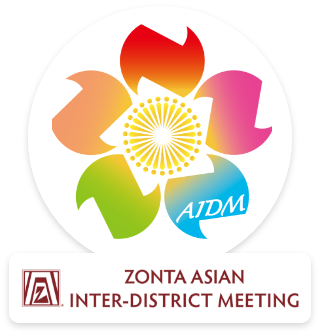 AIDM
ZONTA ASIAN
INTER-DISTRICT MEETING